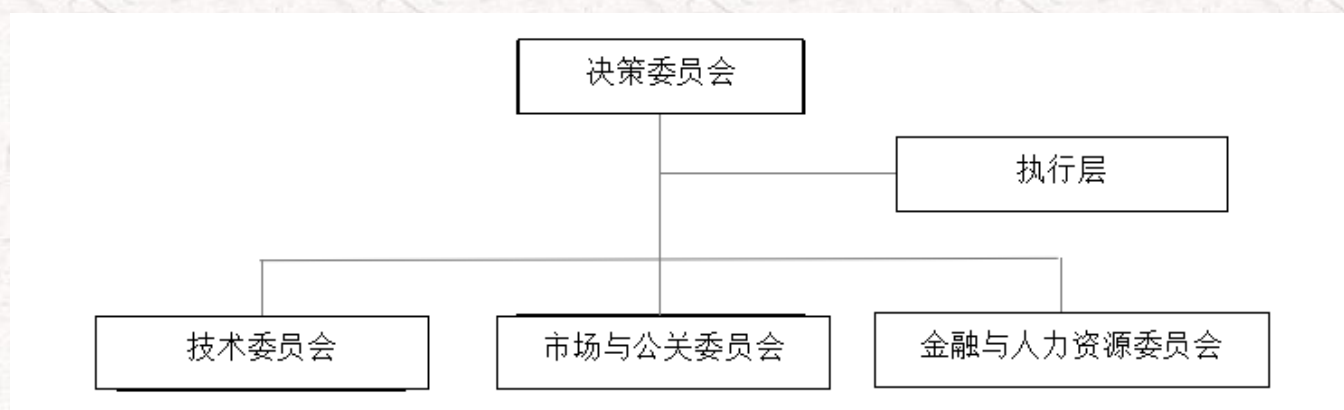 决策委员会
执行层
技术委员会
市场与公关委员会
金融与人力资源委员会